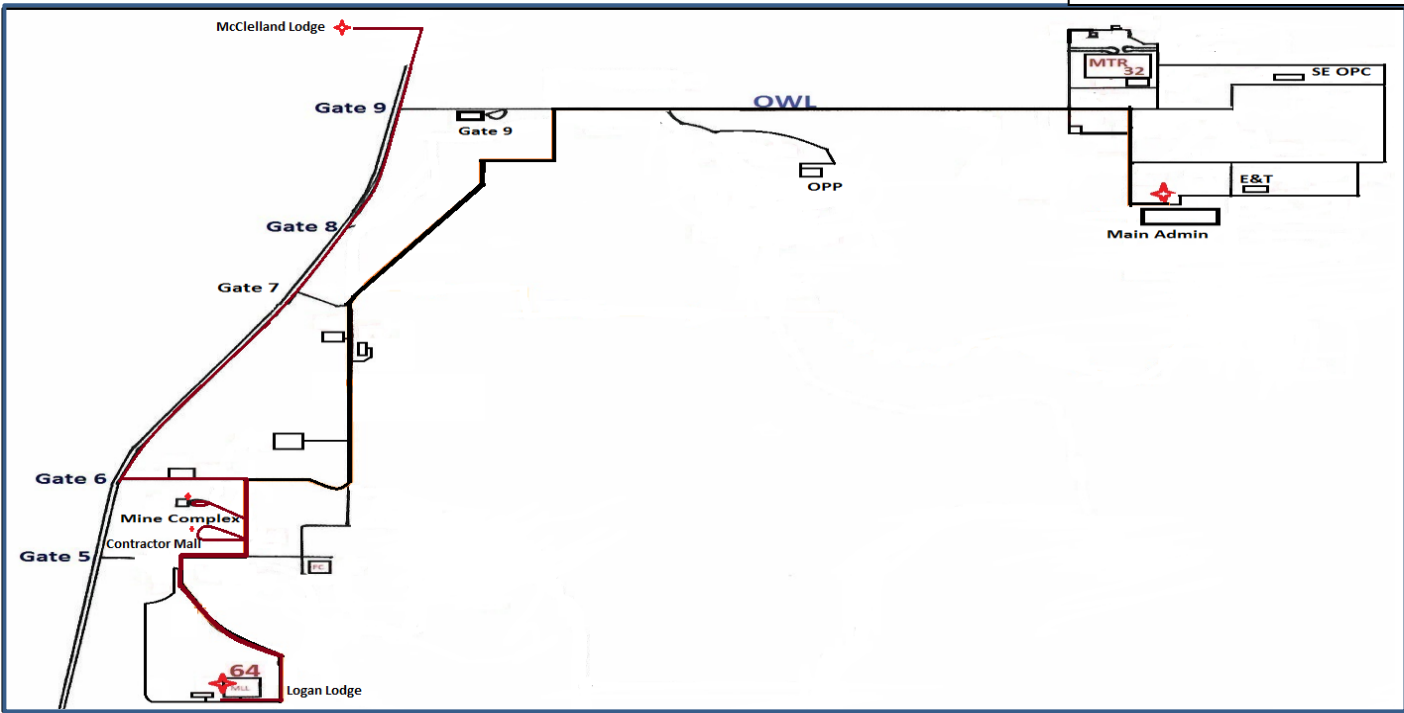 McClelland Lodge
MTR
32
SE OPC
OWL
Gate 9
Gate 9
OPP
E&T
Main Admin
Gate 8
Gate 7
Gate 6
Mine Complex
Contractor Mall
Gate 5
FC
64
MLL
Logan Lodge